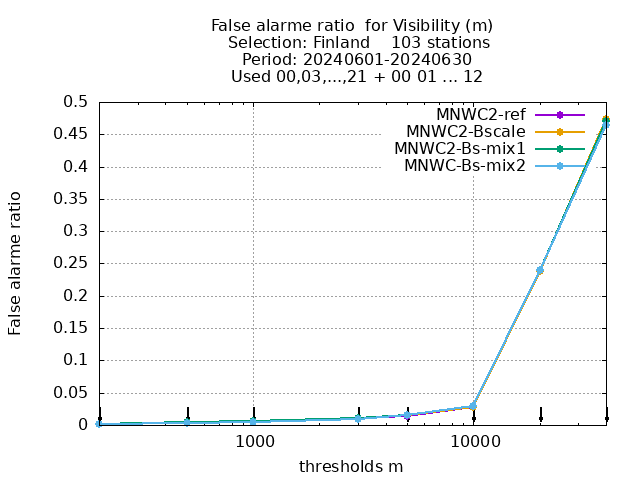 False alarme ratio  for Visibility (m)
Selection: Finland    103 stations
Period: 20240601-20240630
Used 00,03,...,21 + 00 01 ... 12
MNWC2-ref
MNWC2-Bscale
MNWC2-Bs-mix1
MNWC-Bs-mix2
False alarme ratio
0.5
0.45
0.4
0.35
0.3
0.25
0.2
0.15
0.1
0.05
0
1000 10000
thresholds m